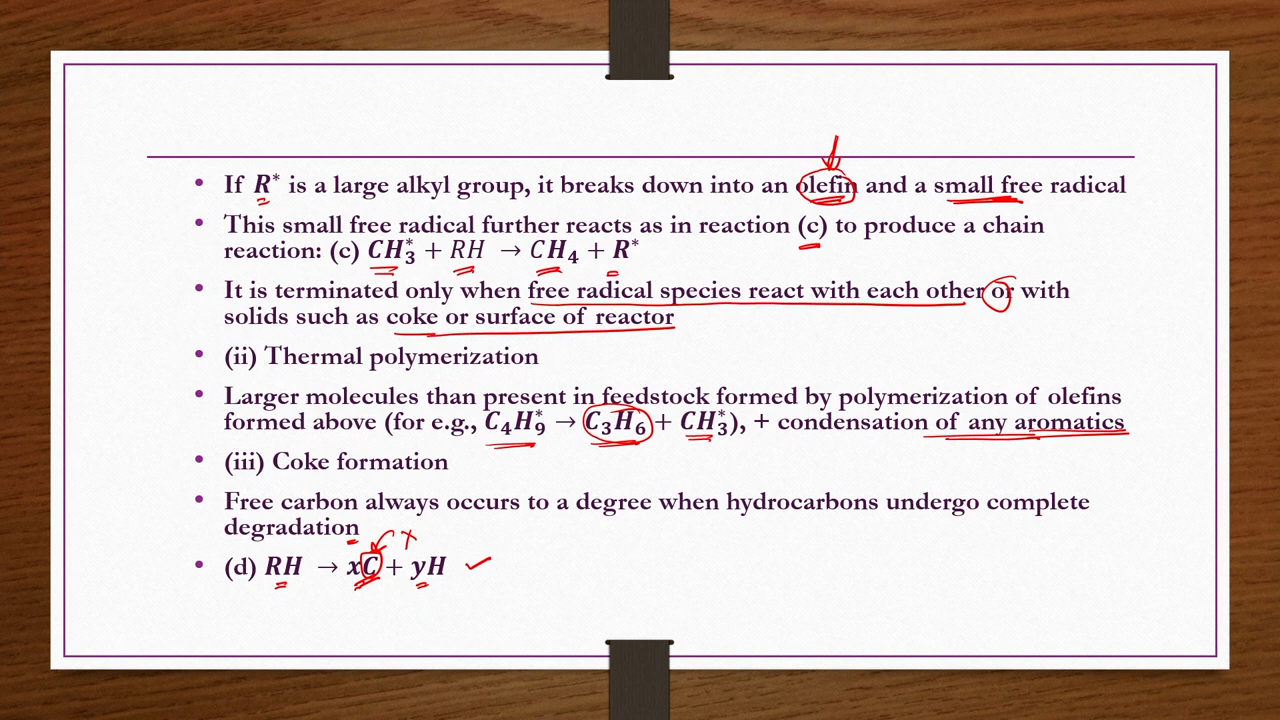 • If R* is a large alkyl group, it breaks down into an olefin and a small free radical
• This small free radical further reacts as in reaction (c) to produce a chain
reaction: (c) CH₃* + RH → CH₄ + R*
• It is terminated only when free radical species react with each other or with
solids such as coke or surface of reactor
• (ii) Thermal polymerization
• Larger molecules than present in feedstock formed by polymerization of olefins
formed above (for e.g., C₄H₉* → C₃H₆ + CH₃*), + condensation of any aromatics
• (iii) Coke formation
• Free carbon always occurs to a degree when hydrocarbons undergo complete
degradation
• (d) RH → xC + yH